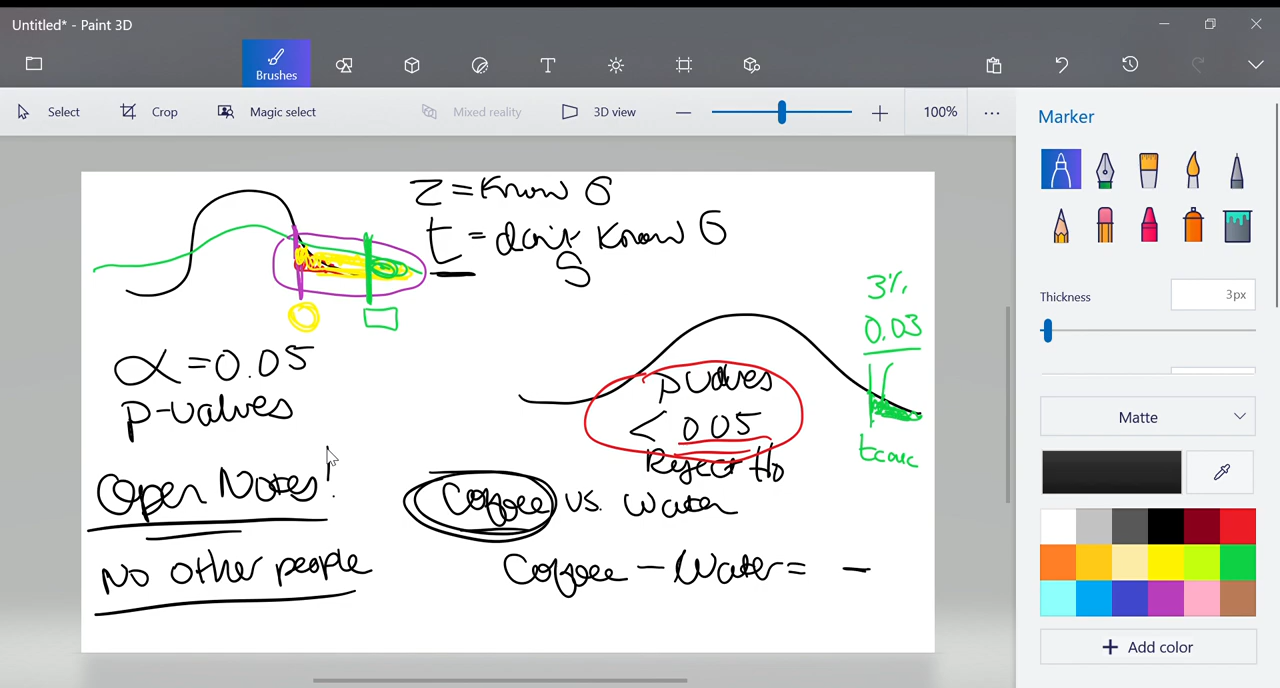 Untitled* - Paint 3D
Brushes
Select
Crop
Magic select
Mixed reality
3D view
100%
Marker
Thickness
3px
Matte
Add color
z = know σ
t = don't know σ
S
α = 0.05
p-values
Open Notes!
No other people
3%
0.03
tcalc
p values
< 0.05
Reject Ho
Coffee vs. water
Coffee - Water = -